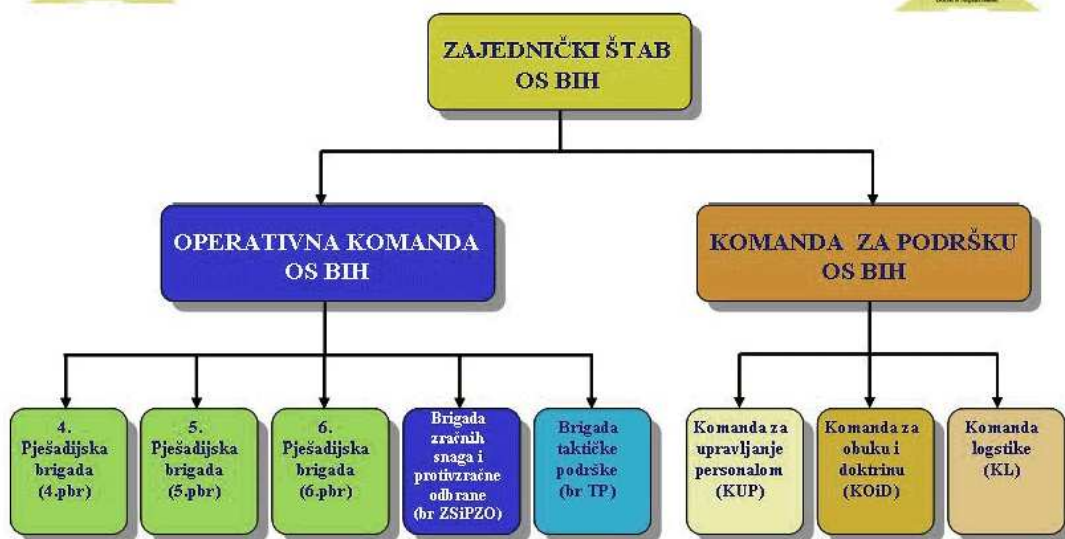 ZAJEDNIČKI ŠTAB
OS BIH
OPERATIVNA KOMANDA
OS BIH
KOMANDA ZA PODRŠKU
OS BIH
4.
Pješadijska
brigada
(4.pbr)
5.
Pješadijska
brigada
(5.pbr)
6.
Pješadijska
brigada
(6.pbr)
Brigada
zračnih
snaga i
protivzračne
odbrane
(br ZSiPZO)
Brigada
taktičke
podrške
(br TP)
Komanda za
upravljanje
personalom
(KUP)
Komanda za
obuku i
doktrinu
(KOiD)
Komanda
logstike
(KL)